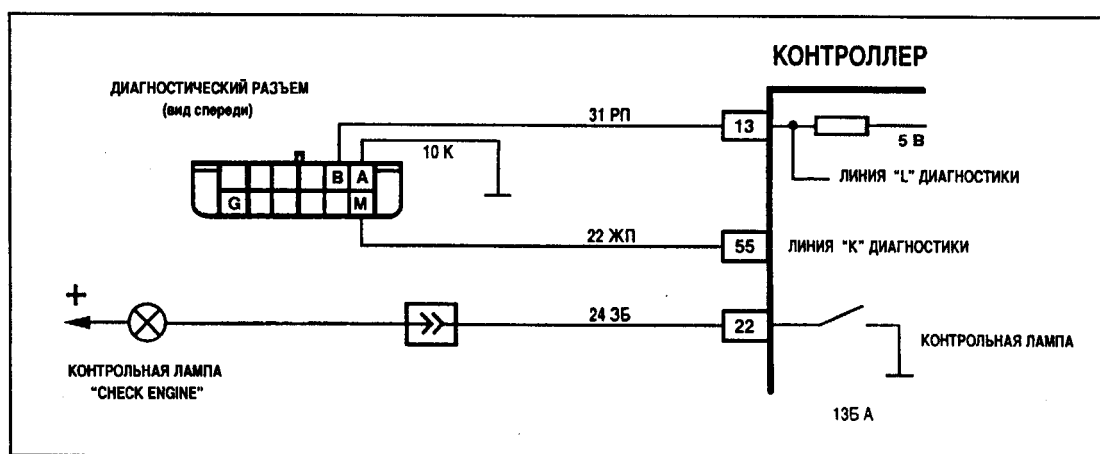 КОНТРОЛЛЕР
ДИАГНОСТИЧЕСКИЙ РАЗЪЕМ
(вид спереди)
31 РП
13
5 В
10 К
B A
ЛИНИЯ "L" ДИАГНОСТИКИ
G M
22 ЖП
55
ЛИНИЯ "K" ДИАГНОСТИКИ
+
24 ЗБ
22
КОНТРОЛЬНАЯ ЛАМПА
КОНТРОЛЬНАЯ ЛАМПА
"CHECK ENGINE"
13Б А